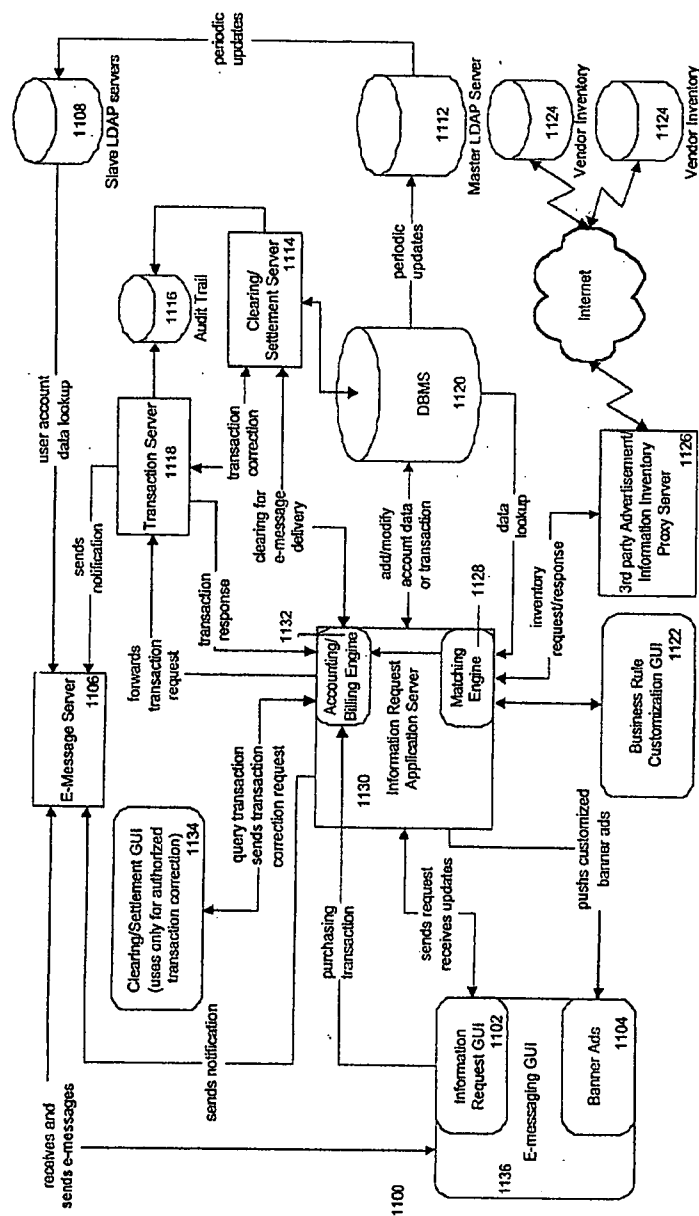 receives and
sends e-messages
E-Message Server
1106
user account
data lookup
1108
Slave LDAP servers
periodic
updates
sends
notification
Transaction Server
1118
1116
Audit Trail
Clearing/
Settlement Server
1114
1112
Master LDAP Server
forwards
transaction
request
transaction
response
transaction
correction
clearing for
e-message
delivery
periodic
updates
Clearing/Settlement GUI
(uses only for authorized
transaction correction)
1134
query transaction
sends transaction
correction request
1132
Accounting/
Billing Engine
add/modify
account data
or transaction
DBMS
1120
1124
Vendor Inventory
1124
Vendor Inventory
sends notification
purchasing
transaction
1130
Information Request
Application Server
Matching
Engine
1128
data
lookup
Internet
sends request
receives updates
inventory
request/response
3rd party Advertisement/
Information Inventory
Proxy Server
1126
1100
Information
Request GUI
1102
1136
E-messaging GUI
Banner Ads
1104
pushs customized
banner ads
Business Rule
Customization GUI
1122